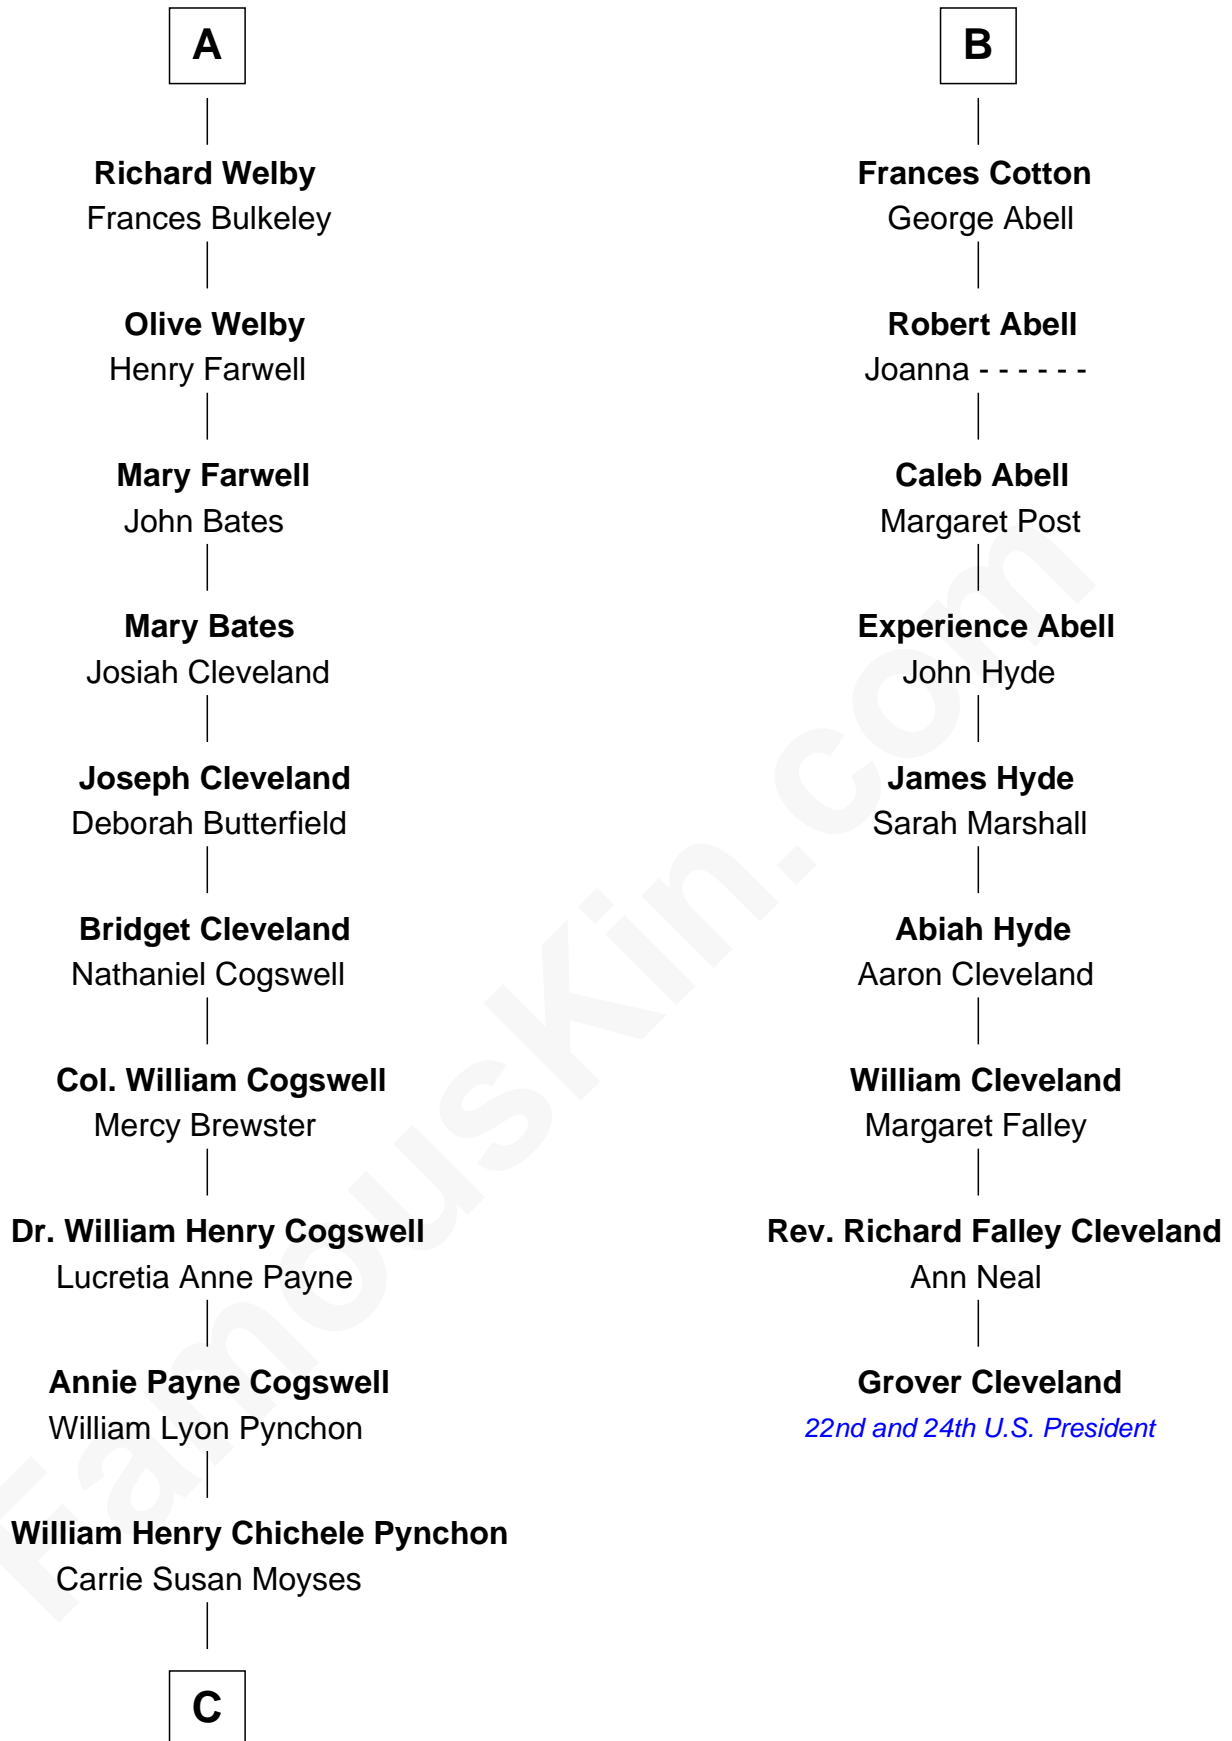 A
Richard Welby
Frances Bulkeley
Olive Welby
Henry Farwell
Mary Farwell
John Bates
Mary Bates
Josiah Cleveland
Joseph Cleveland
Deborah Butterfield
Bridget Cleveland
Nathaniel Cogswell
Col. William Cogswell
Mercy Brewster
Dr. William Henry Cogswell
Lucretia Anne Payne
Annie Payne Cogswell
William Lyon Pynchon
William Henry Chichele Pynchon
Carrie Susan Moyses
C
B
Frances Cotton
George Abell
Robert Abell
Joanna - - - - - -
Caleb Abell
Margaret Post
Experience Abell
John Hyde
James Hyde
Sarah Marshall
Abiah Hyde
Aaron Cleveland
William Cleveland
Margaret Falley
Rev. Richard Falley Cleveland
Ann Neal
Grover Cleveland
22nd and 24th U.S. President
FamousKin.com